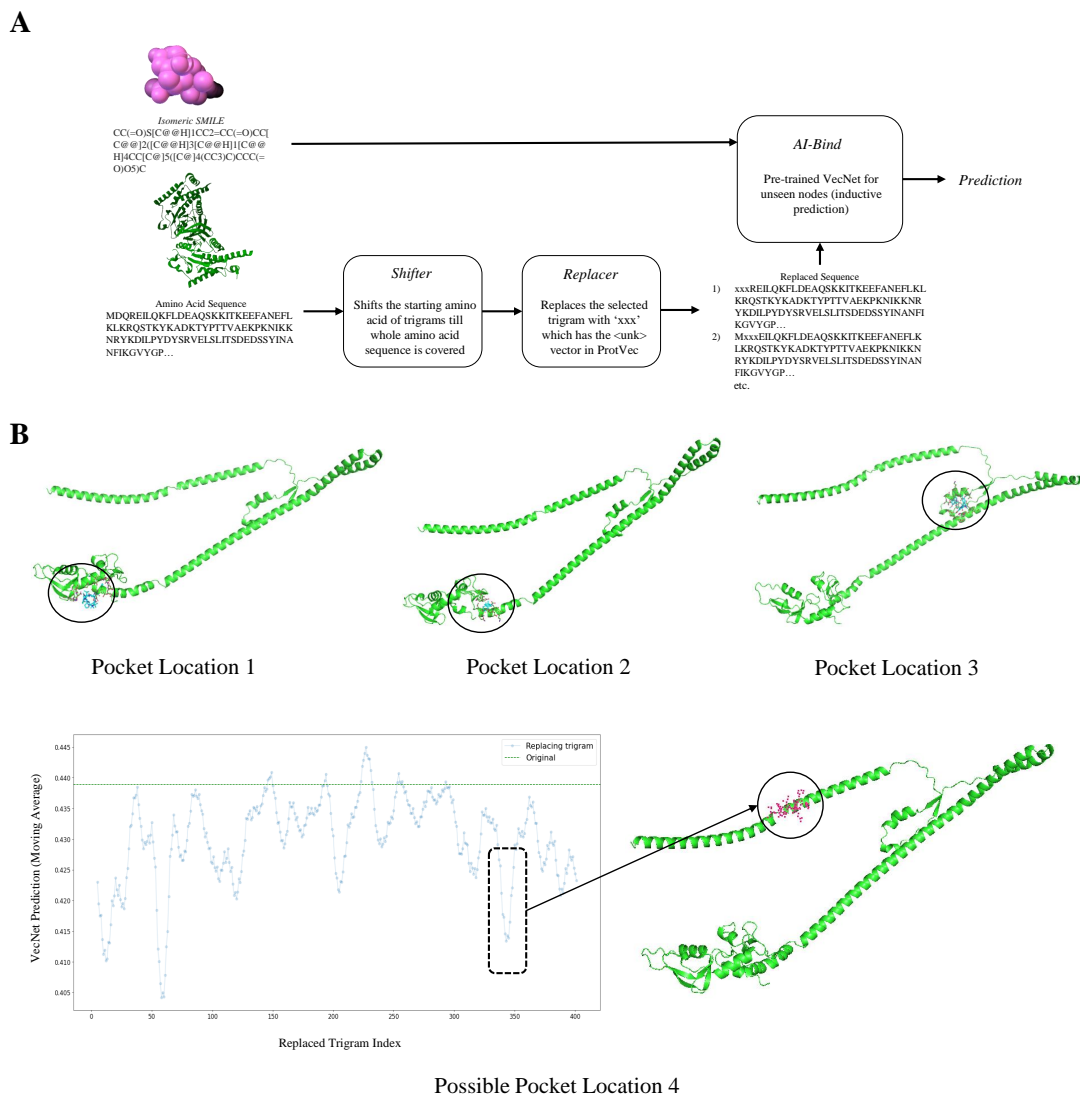 A
Isomeric SMILE
CC(=O)S[C@@H]1CC2=CC(=O)CC[
C@@]2([C@@H]3[C@@H]1[C@@
H]4CC[C@]5([C@]4(CC3)C)CCC(=
O)O5)C
Amino Acid Sequence
MDQREILQKFLDEAQSKKITKEEFANEFL
KLKRQSTKYKADKTYPTTVAEKPKNIKK
NRYKDILPYDYSRVELSLITSDEDSSYINA
NFIKGVYGP…
Shifter
Shifts the starting amino
acid of trigrams till
whole amino acid
sequence is covered
Replacer
Replaces the selected
trigram with 'xxx'
which has the <unk>
vector in ProtVec
AI-Bind
Pre-trained VecNet for
unseen nodes (inductive
prediction)
Prediction
Replaced Sequence
1) xxxREILQKFLDEAQSKKITKEEFANEFLKL
KRQSTKYKADKTYPTTVAEKPKNIKKNR
YKDILPYDYSRVELSLITSDEDSSYINANF
IKGVYGP…
2) MxxxEILQKFLDEAQSKKITKEEFANEFLK
LKRQSTKYKADKTYPTTVAEKPKNIKKN
RYKDILPYDYSRVELSLITSDEDSSYINAN
FIKGVYGP…
etc.
B
Pocket Location 1
Pocket Location 2
Pocket Location 3
VecNet Prediction (Moving Average)
0.445
0.440
0.435
0.430
0.425
0.420
0.415
0.410
0.405
0
50
100
150
200
250
300
350
400
Replacing trigram
Original
Replaced Trigram Index
Possible Pocket Location 4